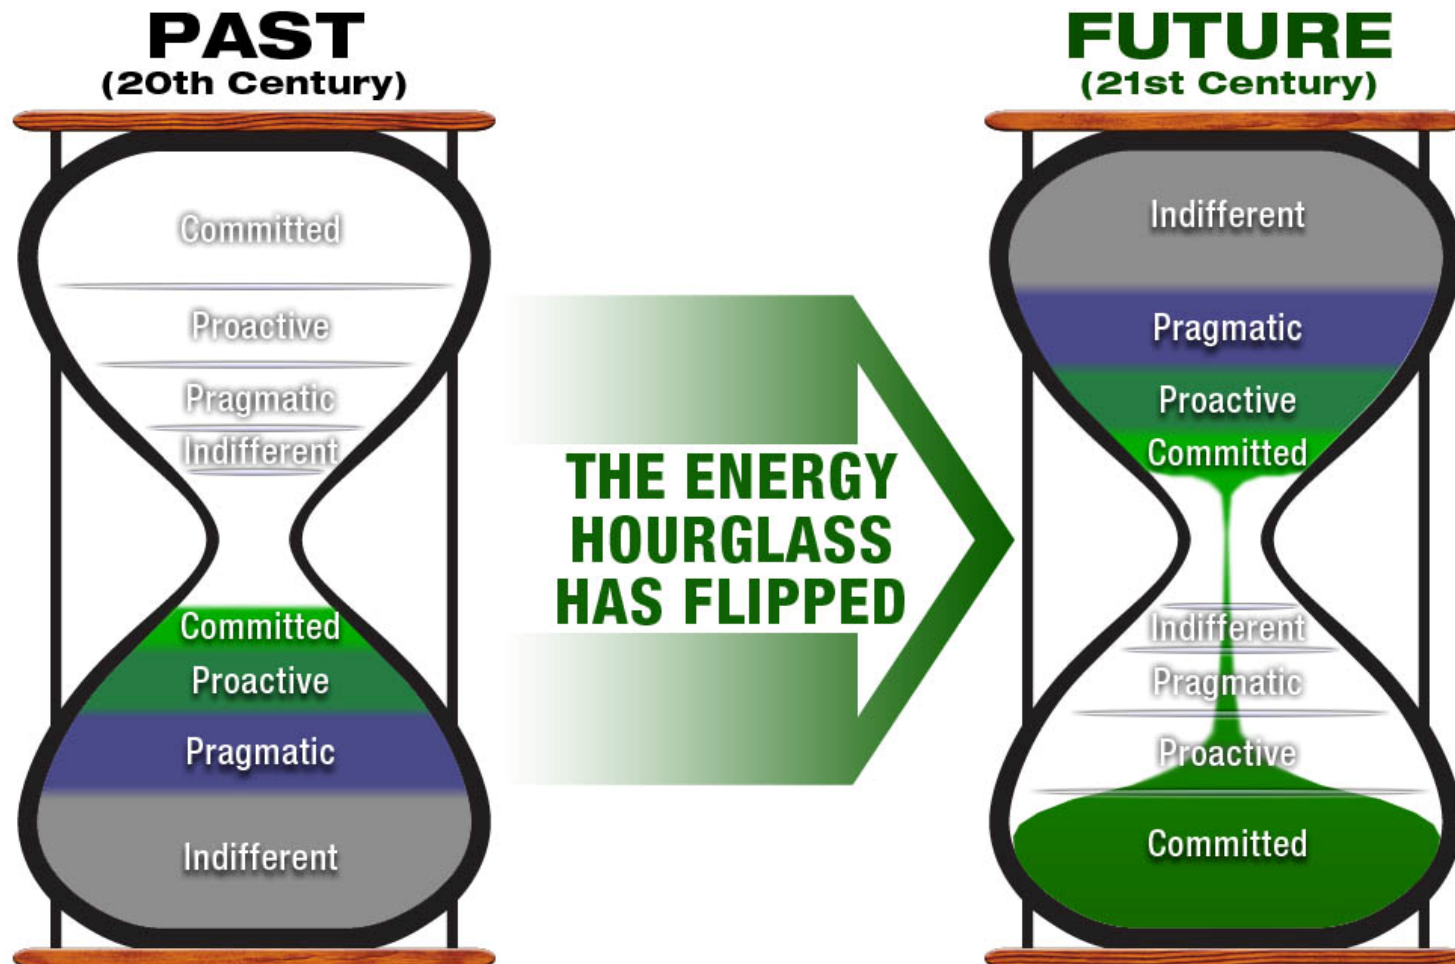 PAST
(20th Century)
Committed
Proactive
Pragmatic
Indifferent
Committed
Proactive
Pragmatic
Indifferent
THE ENERGY
HOURGLASS
HAS FLIPPED
FUTURE
(21st Century)
Indifferent
Pragmatic
Proactive
Committed
Indifferent
Pragmatic
Proactive
Committed